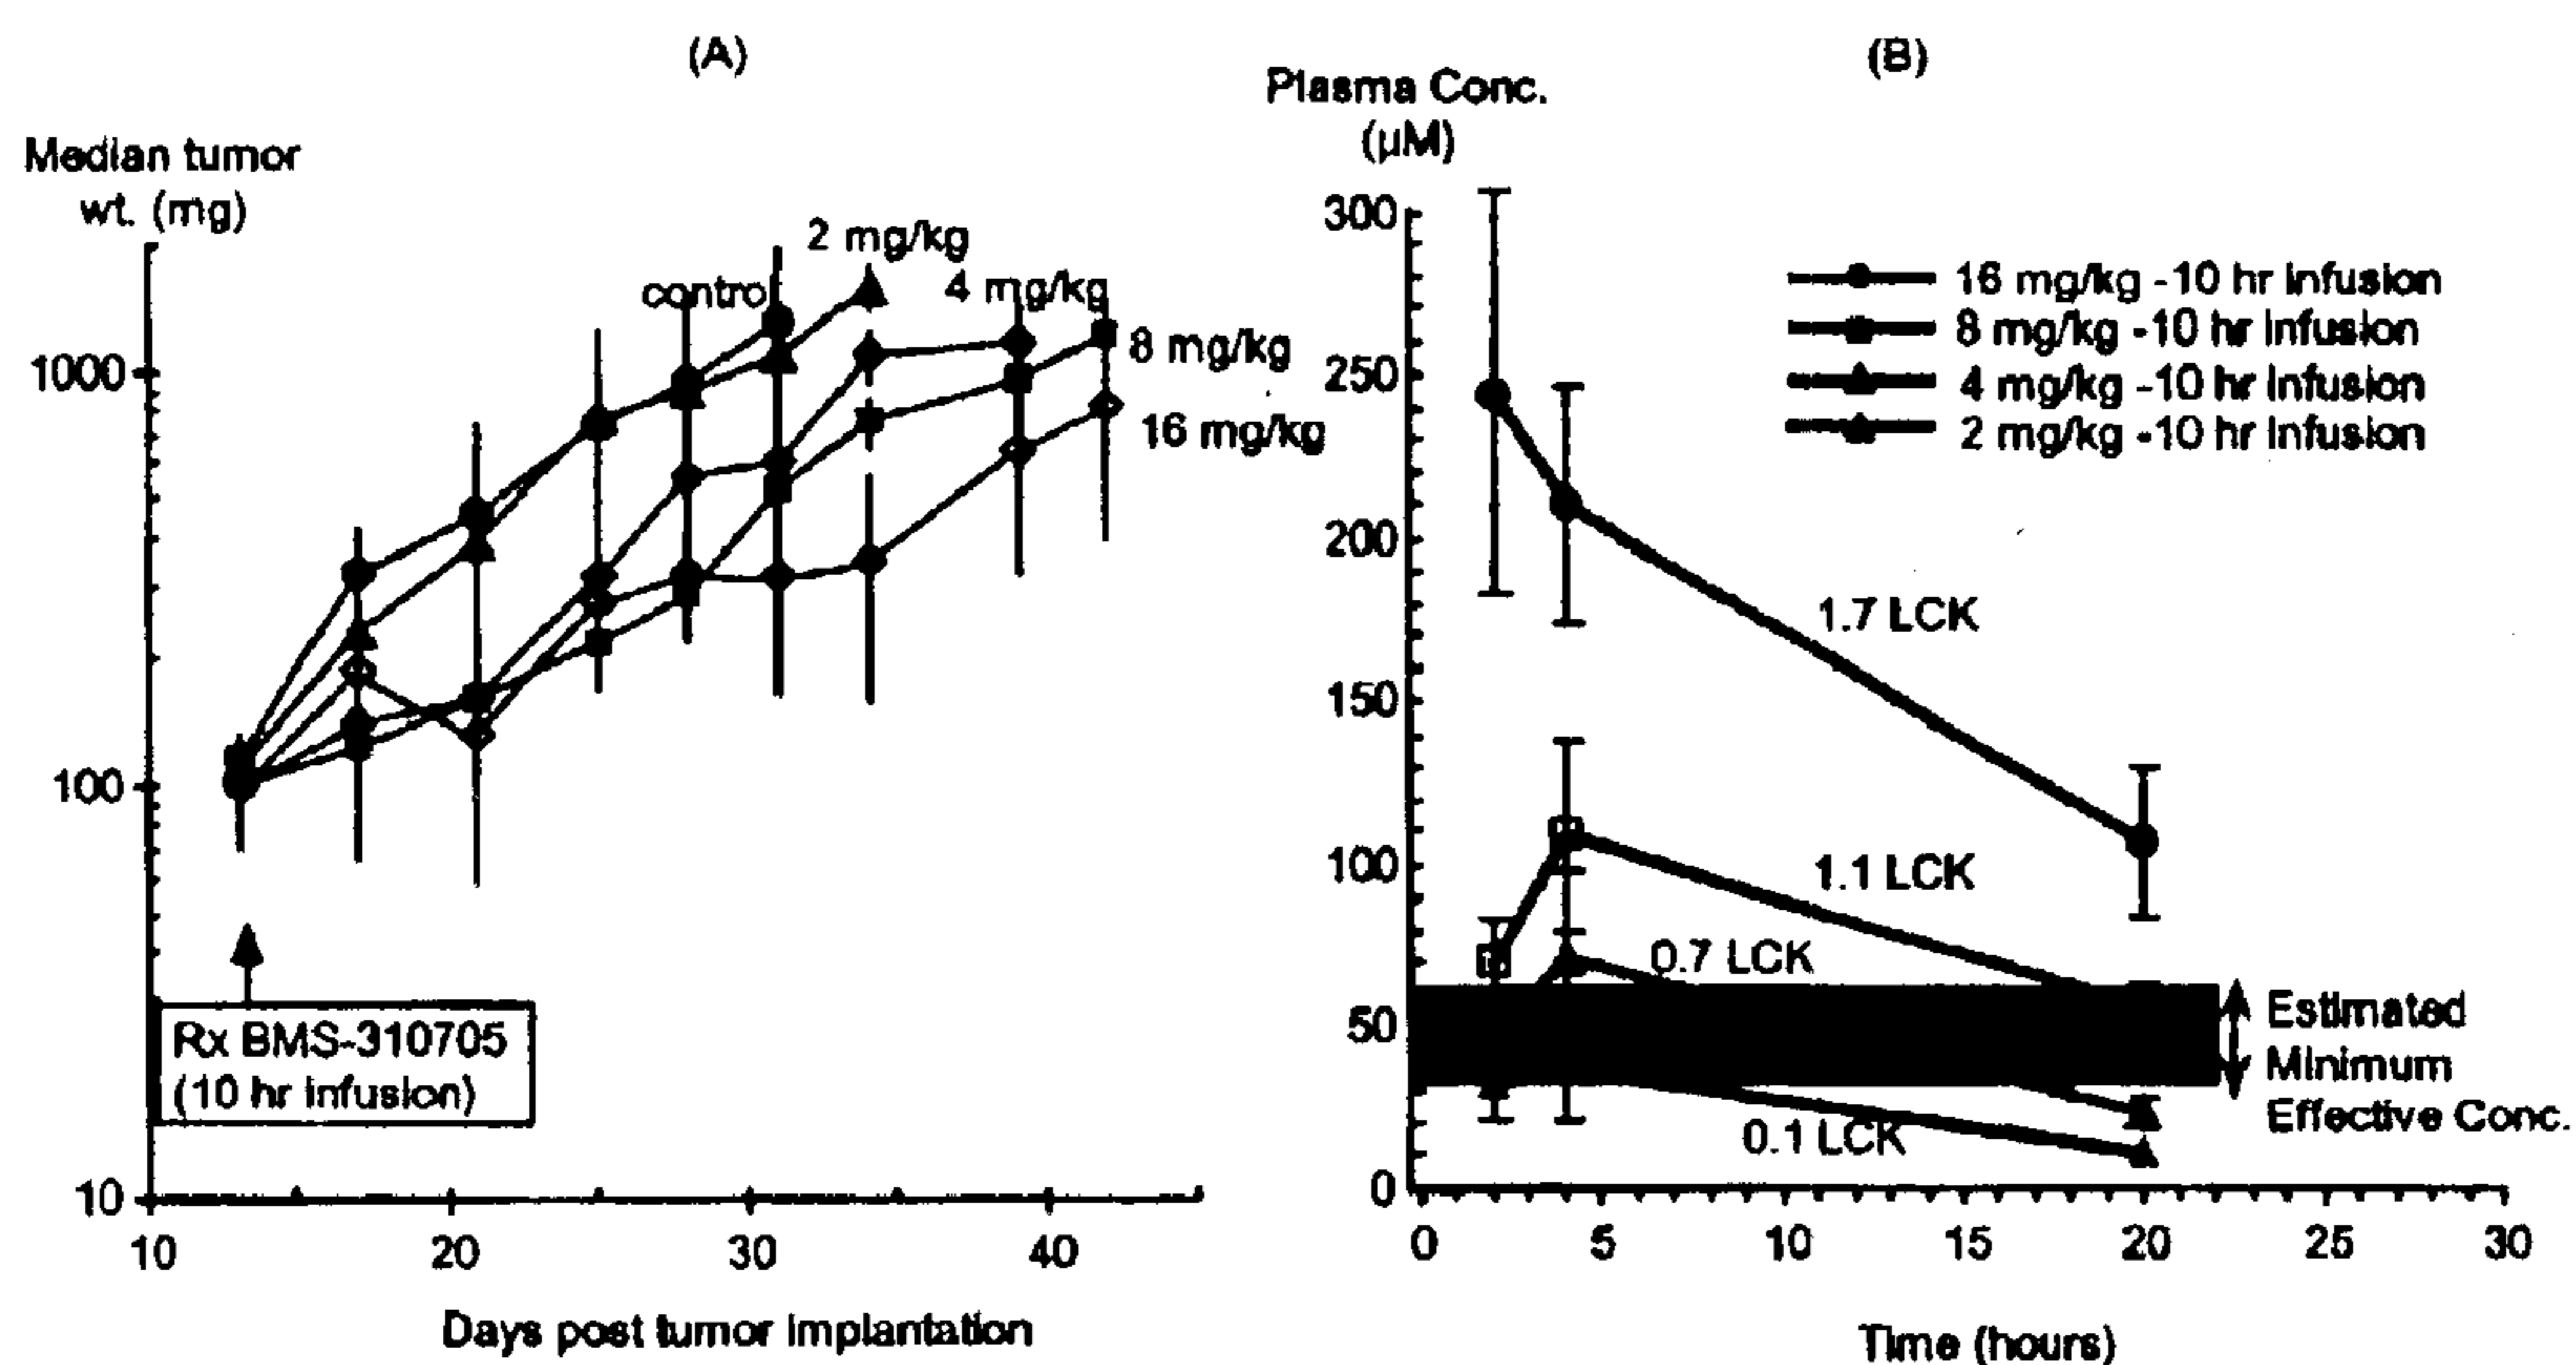 (A)
Median tumor
wt. (mg)
1000
100
10
10
20
30
40
control
2 mg/kg
4 mg/kg
8 mg/kg
16 mg/kg
Rx BMS-310705
(10 hr infusion)
Days post tumor implantation
(B)
Plasma Conc.
(µM)
300
250
200
150
100
50
0
0
5
10
15
20
25
30
16 mg/kg -10 hr Infusion
8 mg/kg -10 hr Infusion
4 mg/kg -10 hr Infusion
2 mg/kg -10 hr Infusion
1.7 LCK
1.1 LCK
0.7 LCK
0.1 LCK
Estimated
Minimum
Effective Conc.
Time (hours)